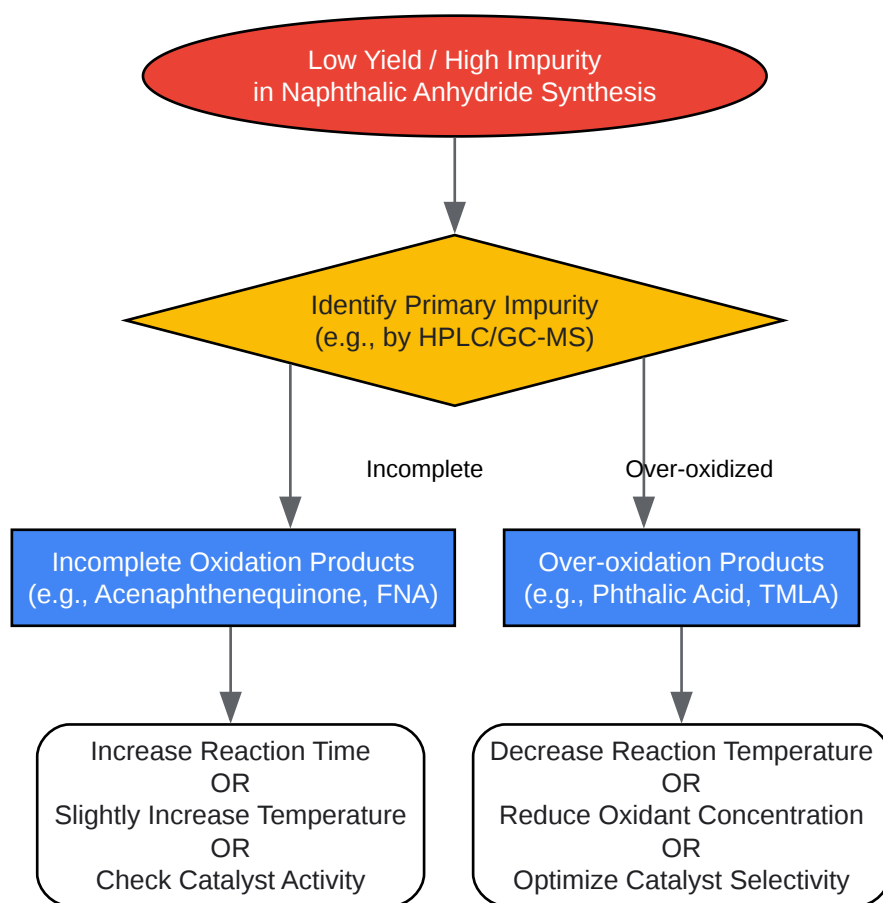 Low Yield / High Impurity
in Naphthalic Anhydride Synthesis
Identify Primary Impurity
(e.g., by HPLC/GC-MS)
Incomplete
Over-oxidized
Incomplete Oxidation Products
(e.g., Acenaphthenequinone, FNA)
Over-oxidation Products
(e.g., Phthalic Acid, TMLA)
Increase Reaction Time
OR
Slightly Increase Temperature
OR
Check Catalyst Activity
Decrease Reaction Temperature
OR
Reduce Oxidant Concentration
OR
Optimize Catalyst Selectivity